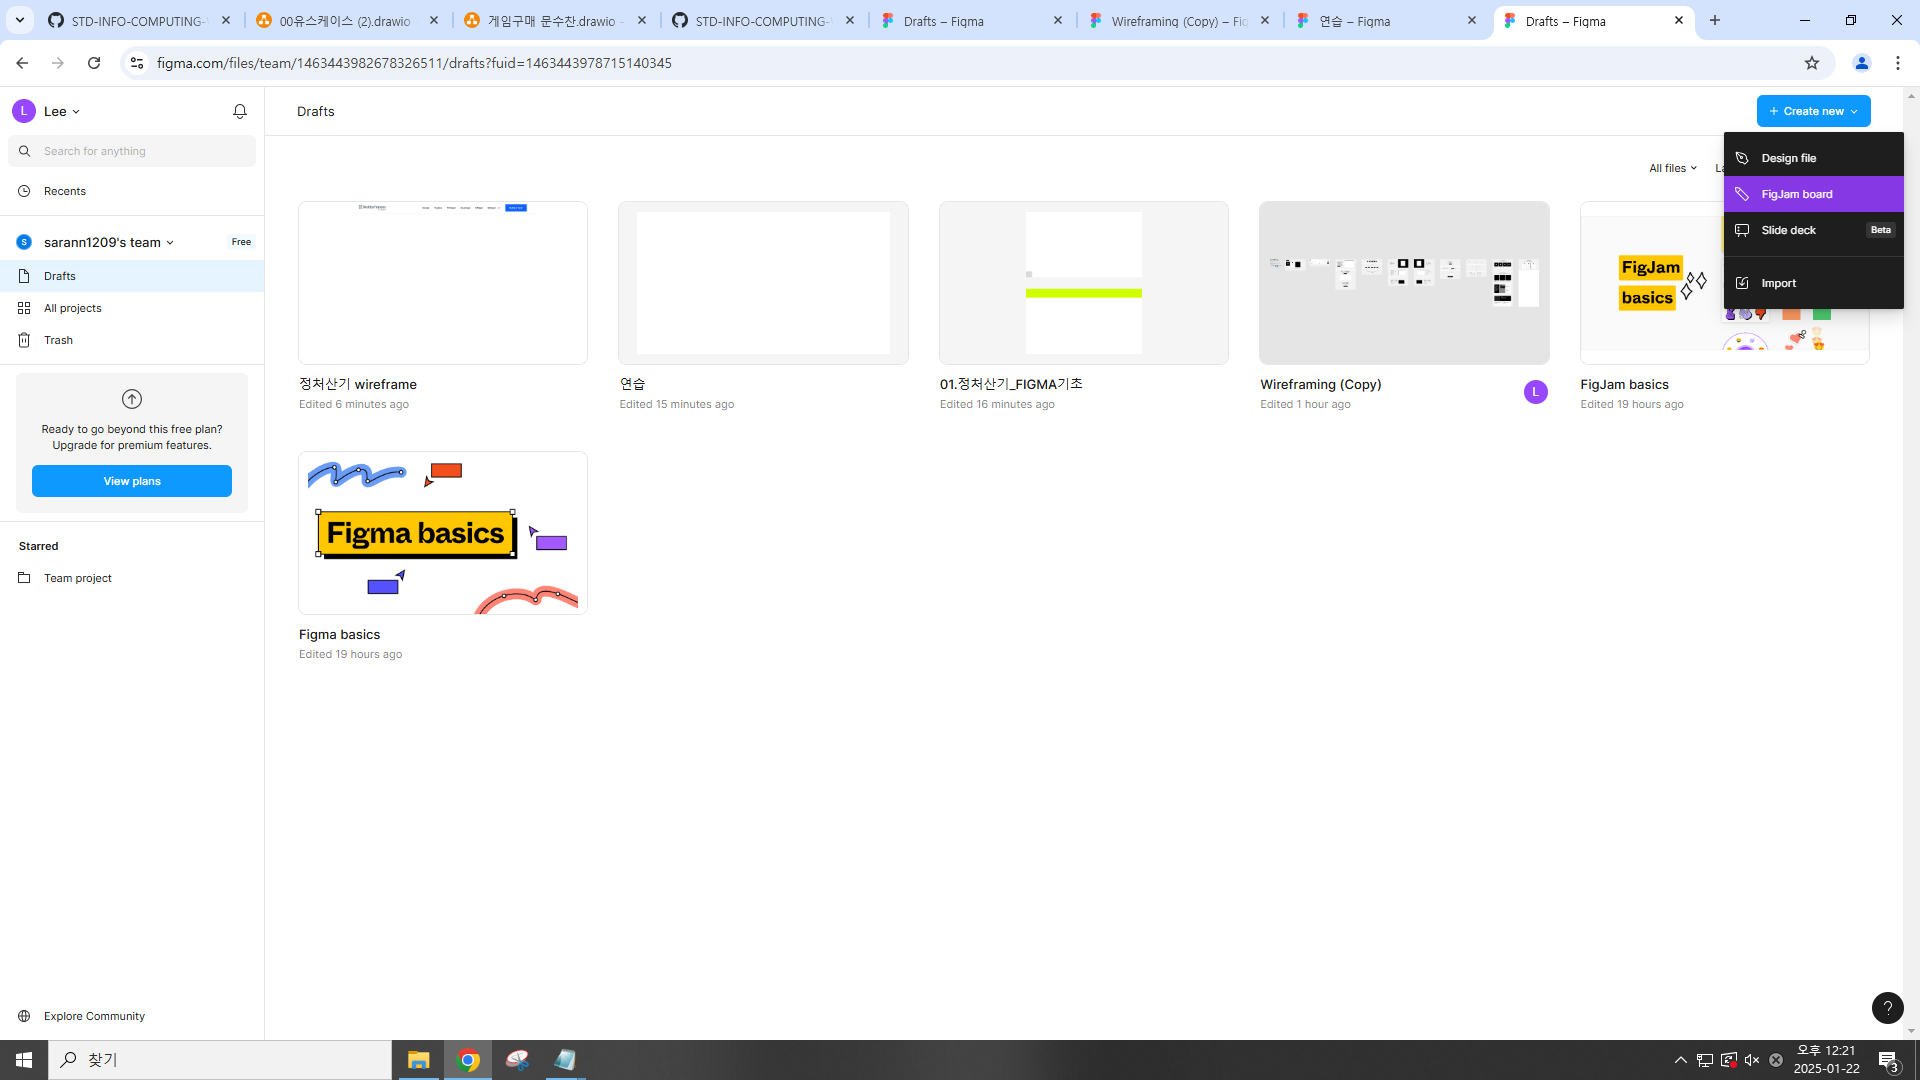 STD-INFO-COMPUTING-
00유스케이스 (2).drawio
게임구매 문수찬.drawio -
STD-INFO-COMPUTING-
Drafts – Figma
Wireframing (Copy) – Fig
연습 – Figma
Drafts – Figma
figma.com/files/team/1463443982678326511/drafts?fuid=1463443978715140345
L
Lee
Drafts
+ Create new
Search for anything
Design file
All files
La
Recents
FigJam board
Slide deck
Beta
S
sarann1209's team
Free
Drafts
Import
All projects
Trash
FigJam
basics
정처산기 wireframe
Edited 6 minutes ago
연습
Edited 15 minutes ago
01.정처산기_FIGMA기초
Edited 16 minutes ago
Wireframing (Copy)
Edited 1 hour ago
L
FigJam basics
Edited 19 hours ago
Ready to go beyond this free plan?
Upgrade for premium features.
View plans
Figma basics
Starred
Team project
Figma basics
Edited 19 hours ago
Explore Community
?
찾기
오후 12:21
2025-01-22
3